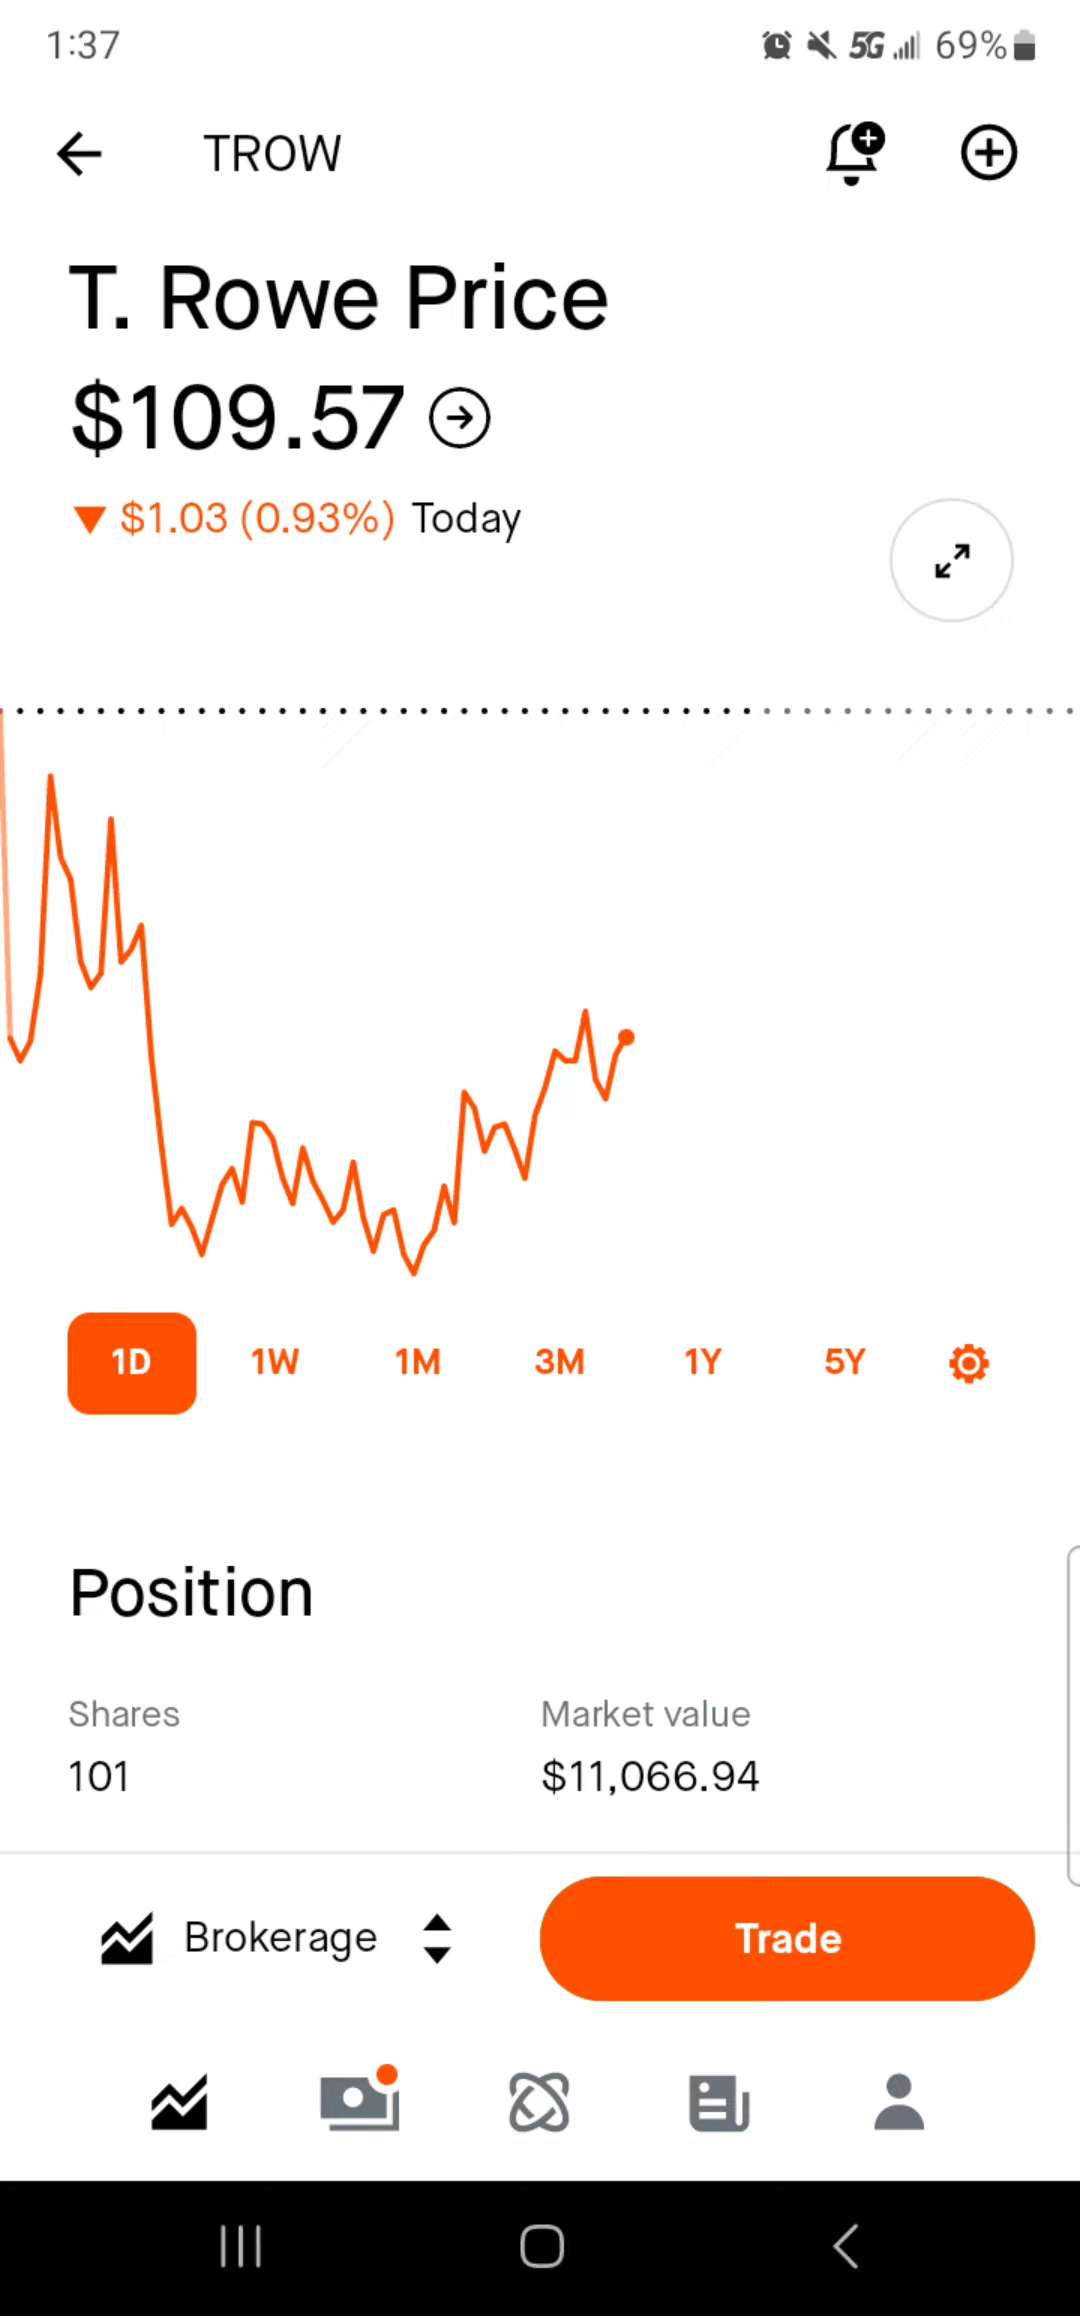 1:37 5G 69%
TROW
T. Rowe Price
$109.57
$1.03 (0.93%) Today
1D 1W 1M 3M 1Y 5Y
Position
Shares Market value
101 $11,066.94
Brokerage Trade